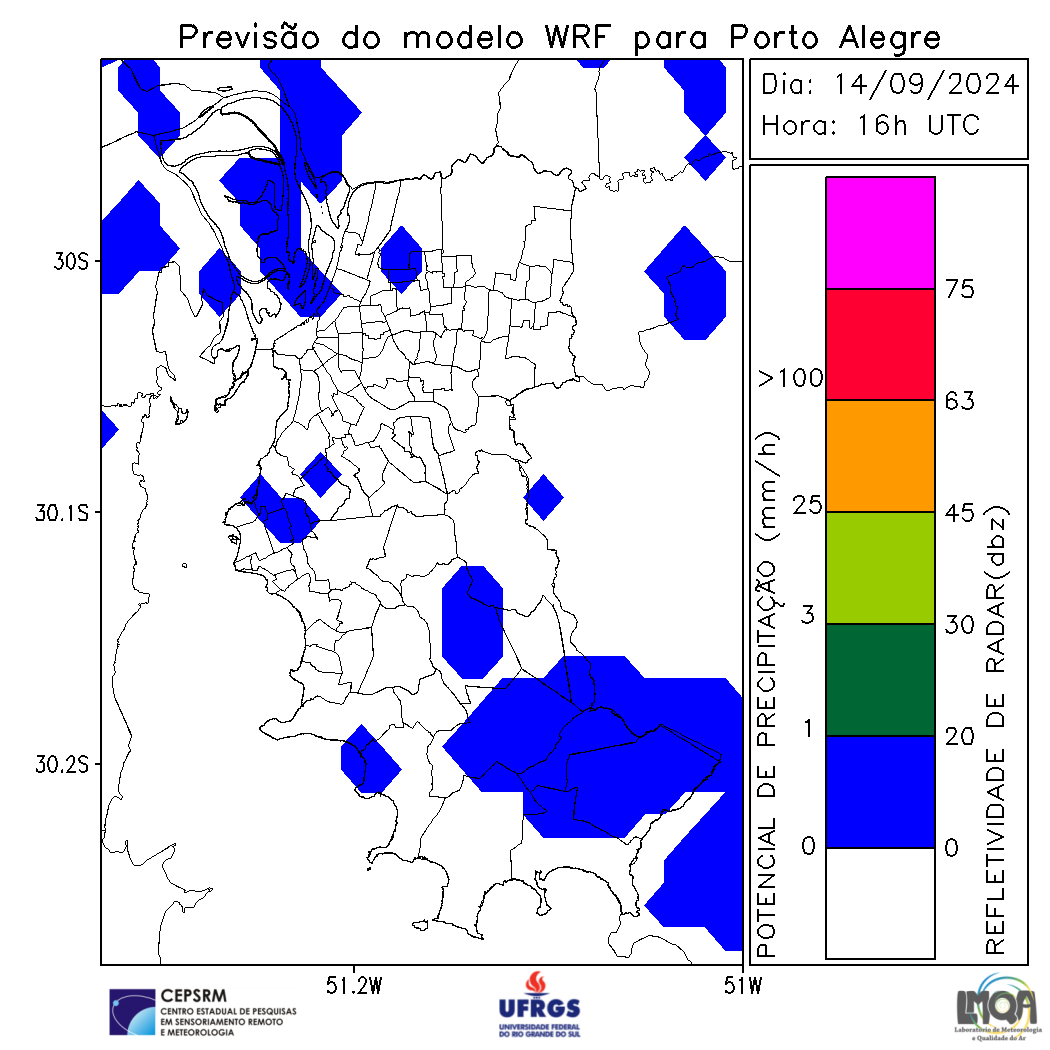 Previsão do modelo WRF para Porto Alegre
Dia: 14/09/2024
Hora: 16h UTC
30S
30.1S
30.2S
51.2W
51W
POTENCIAL DE PRECIPITAÇÃO (mm/h)
>100
25
3
1
0
75
63
45
30
20
0
REFLETIVIDADE DE RADAR(dbz)
CEPSRM
CENTRO ESTADUAL DE PESQUISAS
EM SENSORIAMENTO REMOTO
E METEOROLOGIA
UFRGS
UNIVERSIDADE FEDERAL
DO RIO GRANDE DO SUL
LMQA
Laboratório de Meteorologia
e Qualidade do Ar